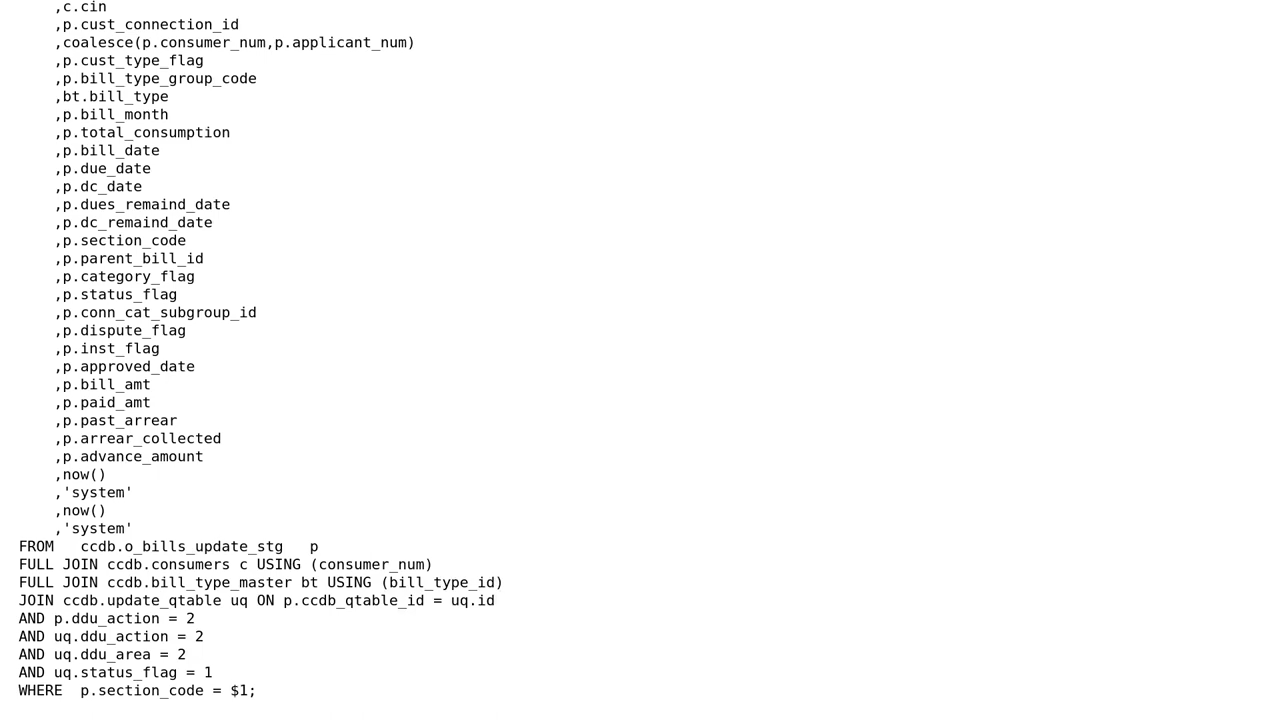 ,c.cin
,p.cust_connection_id
,coalesce(p.consumer_num,p.applicant_num)
,p.cust_type_flag
,p.bill_type_group_code
,bt.bill_type
,p.bill_month
,p.total_consumption
,p.bill_date
,p.due_date
,p.dc_date
,p.dues_remaind_date
,p.dc_remaind_date
,p.section_code
,p.parent_bill_id
,p.category_flag
,p.status_flag
,p.conn_cat_subgroup_id
,p.dispute_flag
,p.inst_flag
,p.approved_date
,p.bill_amt
,p.paid_amt
,p.past_arrear
,p.arrear_collected
,p.advance_amount
,now()
,'system'
,now()
,'system'
FROM   ccdb.o_bills_update_stg   p
FULL JOIN ccdb.consumers c USING (consumer_num)
FULL JOIN ccdb.bill_type_master bt USING (bill_type_id)
JOIN ccdb.update_qtable uq ON p.ccdb_qtable_id = uq.id
AND p.ddu_action = 2
AND uq.ddu_action = 2
AND uq.ddu_area = 2
AND uq.status_flag = 1
WHERE  p.section_code = $1;